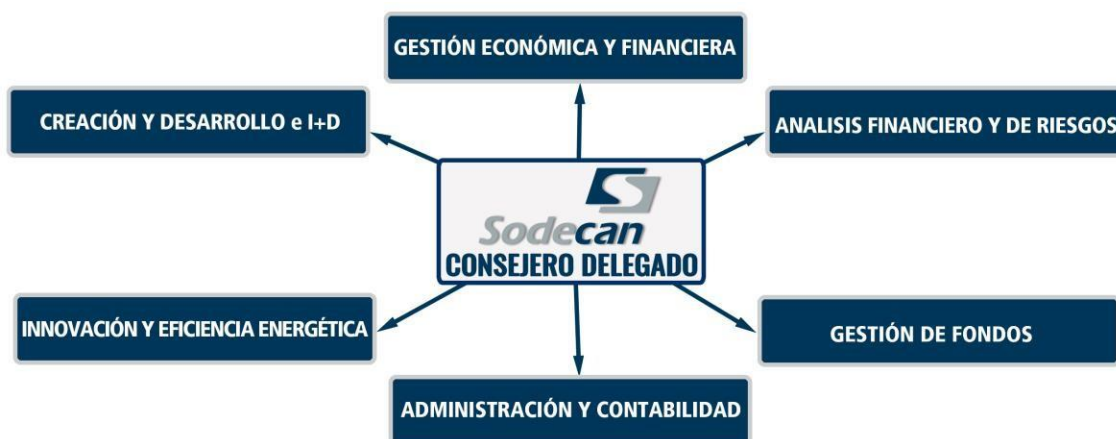 GESTIÓN ECONÓMICA Y FINANCIERA
CREACIÓN Y DESARROLLO e I+D
ANALISIS FINANCIERO Y DE RIESGOS
Sodecan
CONSEJERO DELEGADO
INNOVACIÓN Y EFICIENCIA ENERGÉTICA
GESTIÓN DE FONDOS
ADMINISTRACIÓN Y CONTABILIDAD